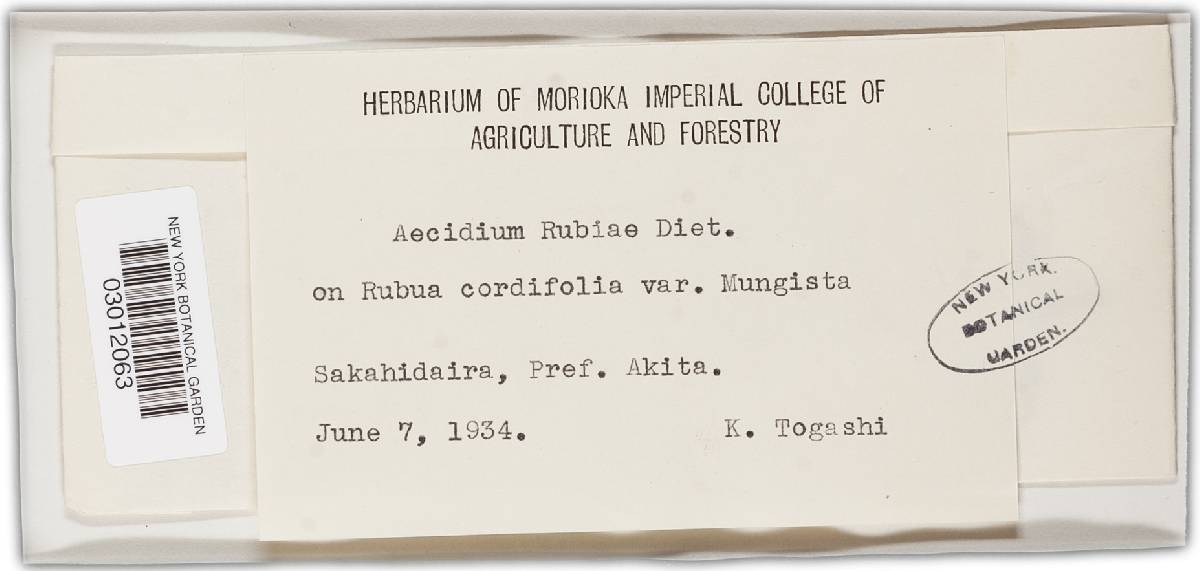 HERBARIUM OF MORIOKA IMPERIAL COLLEGE OF
AGRICULTURE AND FORESTRY
Aecidium Rubiae Diet.
on Rubua cordifolia var. Mungista
Sakahidaira, Pref. Akita.
June 7, 1934.
K. Togashi
NEW YORK BOTANICAL GARDEN
03012063
NEW YORK
BOTANICAL
GARDEN.